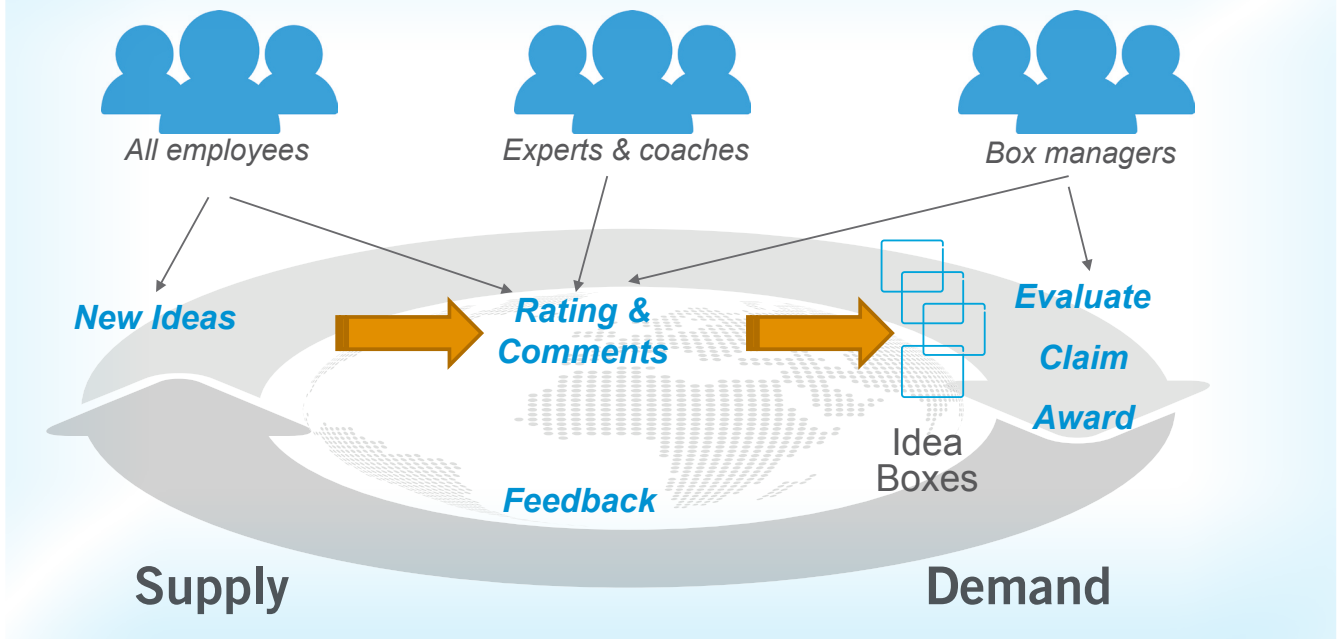 All employees
Experts & coaches
Box managers
New Ideas
Rating &
Comments
Evaluate
Claim
Award
Idea
Boxes
Feedback
Supply
Demand